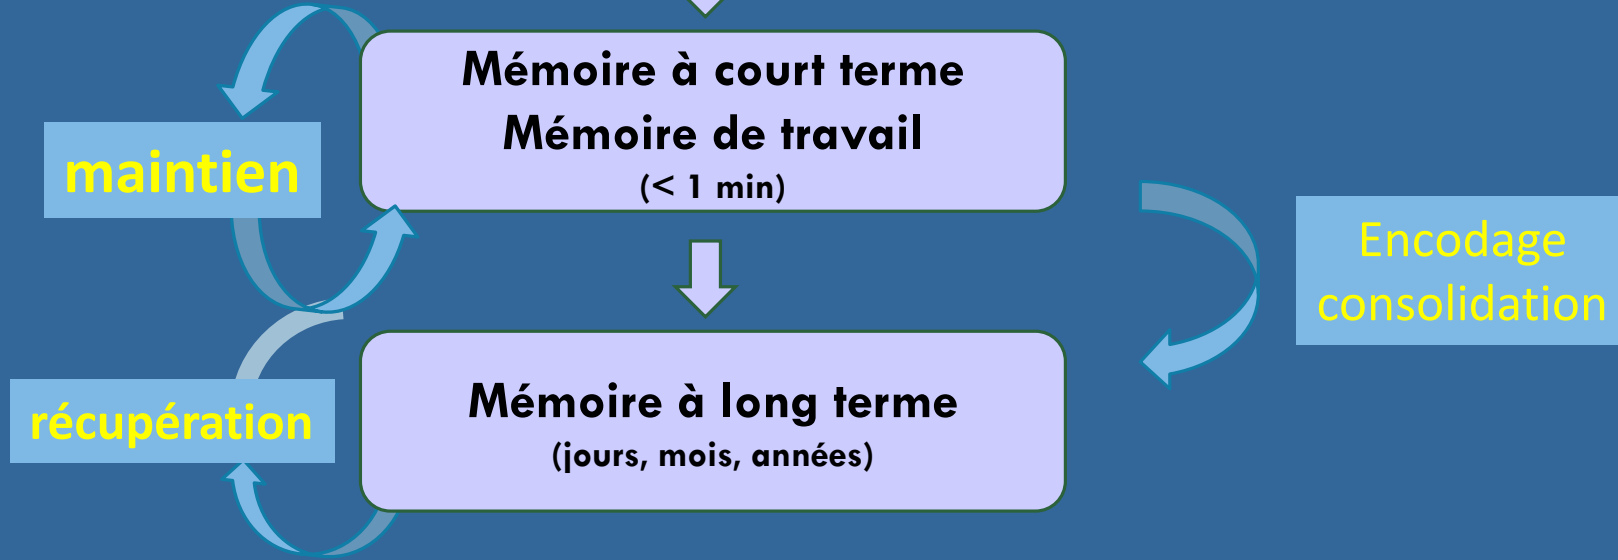 Mémoire à court terme
Mémoire de travail
(< 1 min)
maintien
Encodage
consolidation
Mémoire à long terme
(jours, mois, années)
récupération